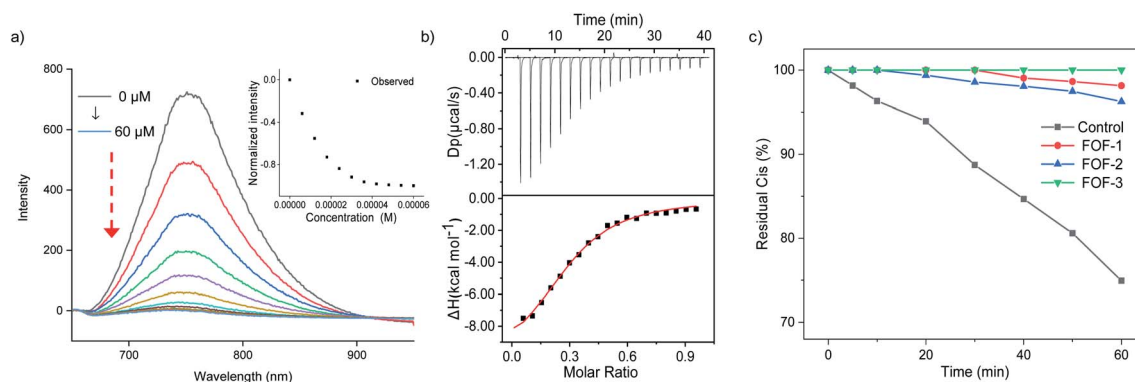 a)
800
600
400
200
0
Intensity
700
800
900
Wavelength (nm)
0 μM
↓
60 μM
0.0
-0.4
-0.8
Normalized intensity
Observed
0.00000
0.00002
0.00004
0.00006
Concentration (M)
b)
Time (min)
0 10 20 30 40
0.00
-0.40
-0.80
-1.20
Dp(μcal/s)
0.00
-2.00
-4.00
-6.00
-8.00
ΔH(kcal mol⁻¹)
0.0 0.3 0.6 0.9
Molar Ratio
c)
100
90
80
70
Residual Cis (%)
Control
FOF-1
FOF-2
FOF-3
0 20 40 60
Time (min)